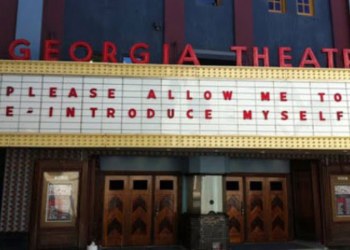 GEORGIA THEATR
PLEASE ALLOW ME TO
E-INTRODUCE MYSELF